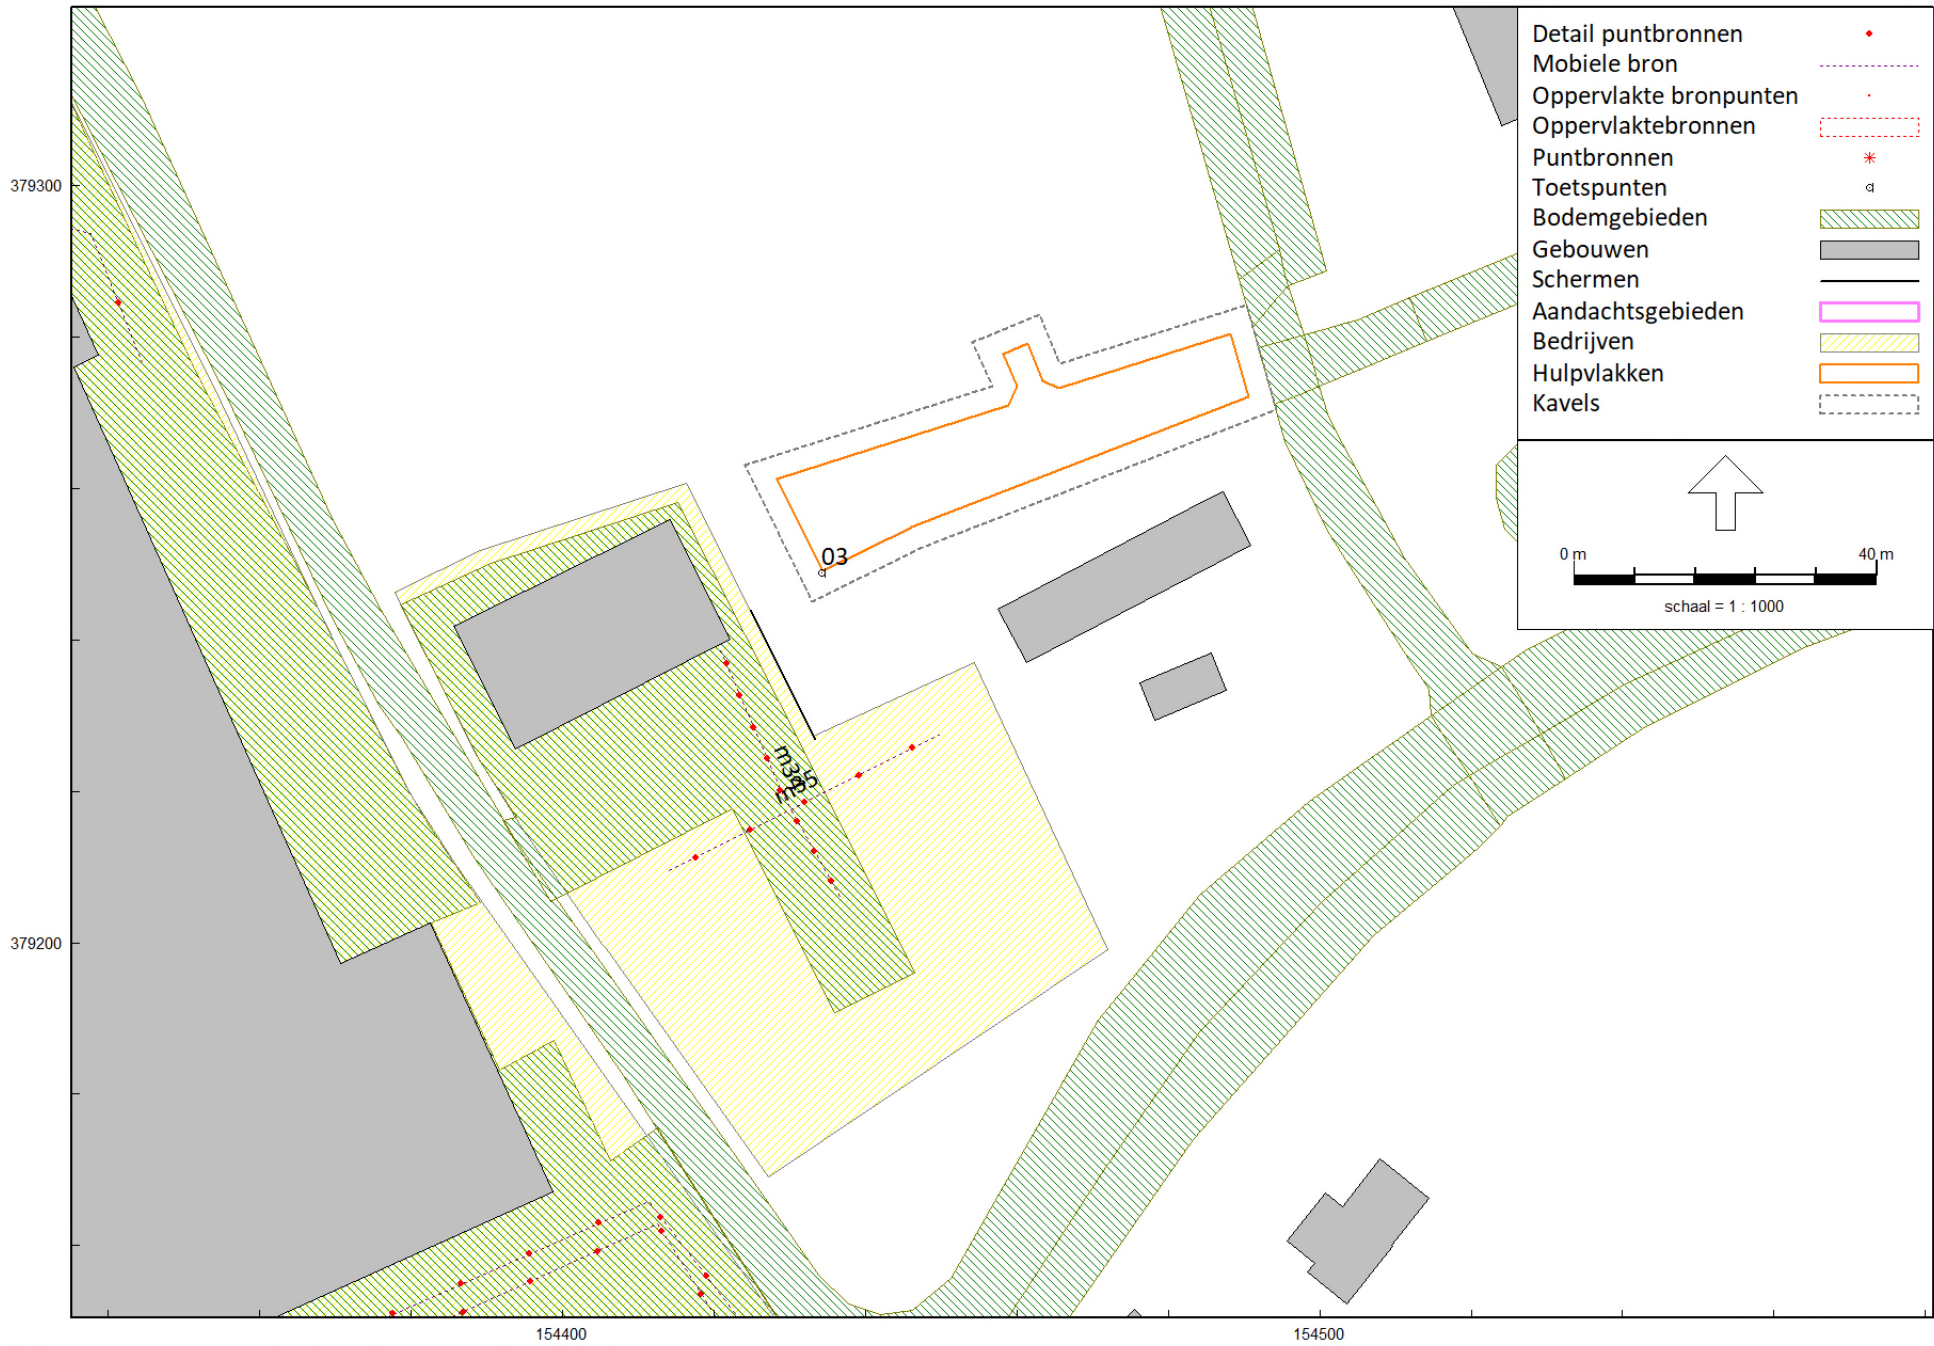 Detail puntbronnen
Mobiele bron
Oppervlakte bronpunten
Oppervlaktebronnen
Puntbronnen
Toetspunten
Bodemgebieden
Gebouwen
Schermen
Aandachtsgebieden
Bedrijven
Hulpvlakken
Kavels
0 m
40 m
schaal = 1 : 1000
379300
03
379200
154400
154500